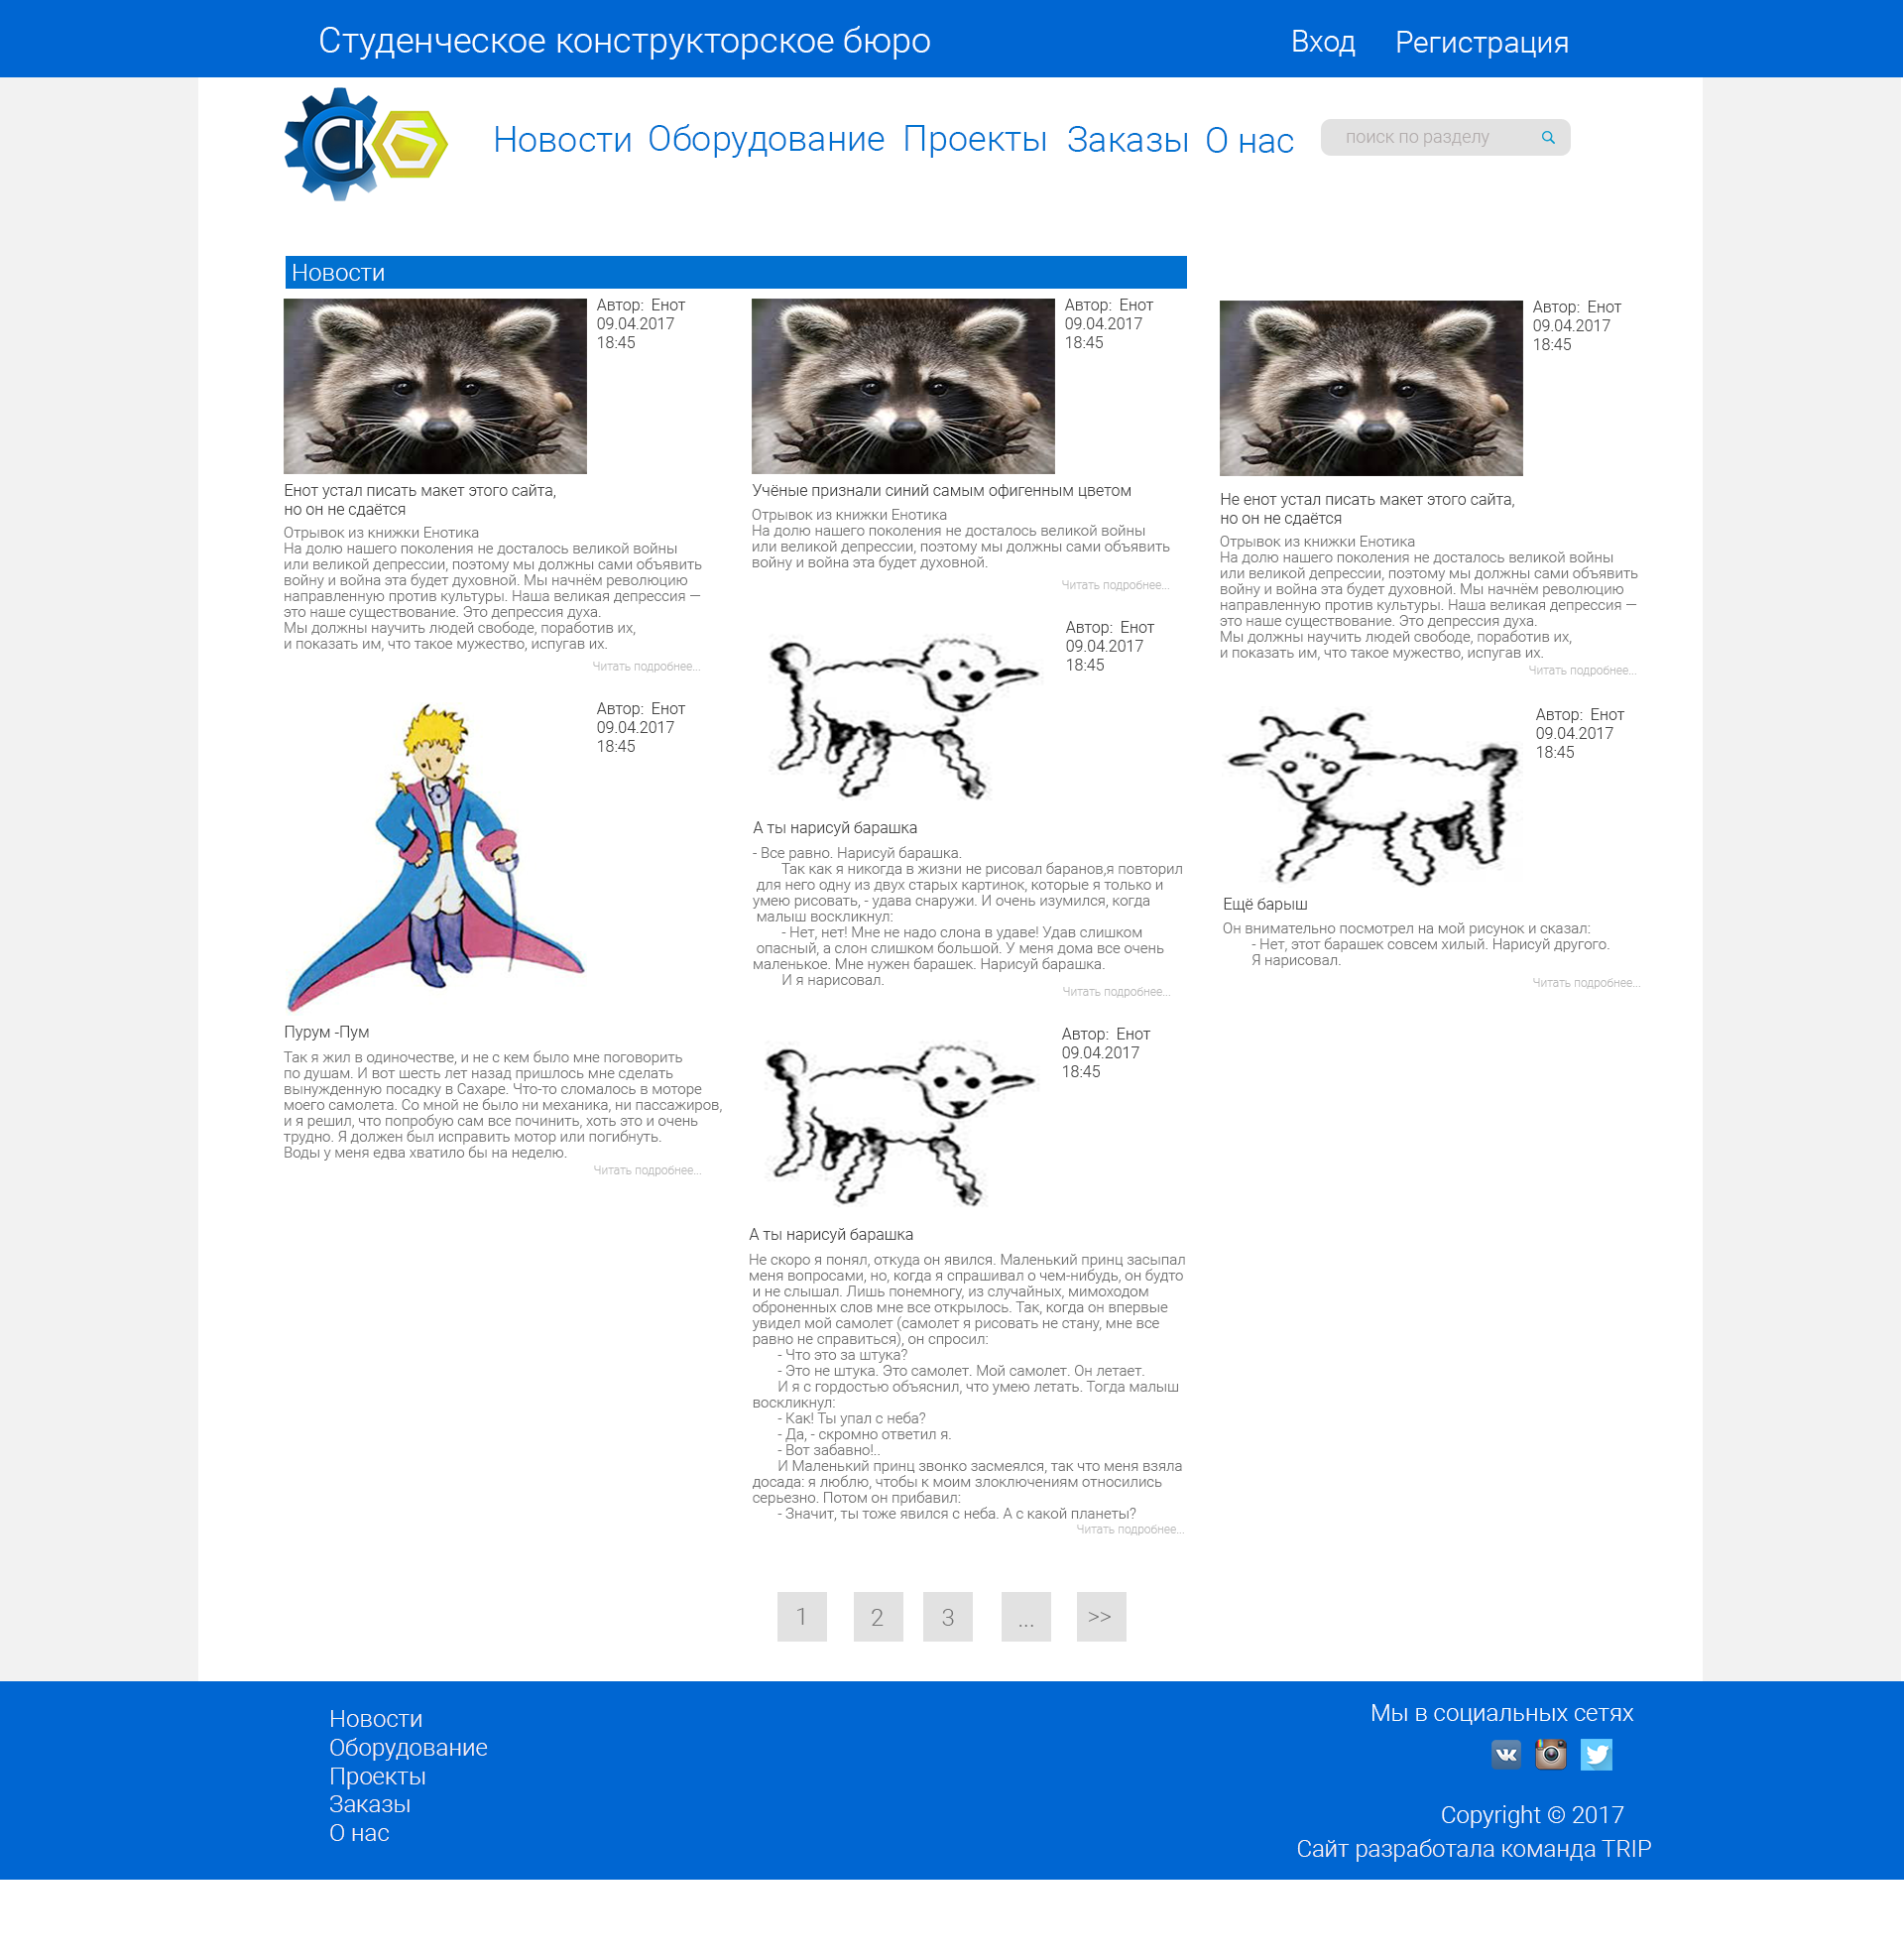 Студенческое конструкторское бюро
Вход
Регистрация
СКБ
Новости
Оборудование
Проекты
Заказы
О нас
поиск по разделу
Новости
Автор: Енот
09.04.2017
18:45
Енот устал писать макет этого сайта,
но он не сдаётся
Отрывок из книжки Енотика
На долю нашего поколения не досталось великой войны
или великой депрессии, поэтому мы должны сами объявить
войну и война эта будет духовной. Мы начнём революцию
направленную против культуры. Наша великая депрессия —
это наше существование. Это депрессия духа.
Мы должны научить людей свободе, поработив их,
и показать им, что такое мужество, испугав их.
Читать подробнее...
Автор: Енот
09.04.2017
18:45
Пурум -Пум
Так я жил в одиночестве, и не с кем было мне поговорить
по душам. И вот шесть лет назад пришлось мне сделать
вынужденную посадку в Сахаре. Что-то сломалось в моторе
моего самолета. Со мной не было ни механика, ни пассажиров,
и я решил, что попробую сам все починить, хоть это и очень
трудно. Я должен был исправить мотор или погибнуть.
Воды у меня едва хватило бы на неделю.
Читать подробнее...
Автор: Енот
09.04.2017
18:45
Учёные признали синий самым офигенным цветом
Отрывок из книжки Енотика
На долю нашего поколения не досталось великой войны
или великой депрессии, поэтому мы должны сами объявить
войну и война эта будет духовной.
Читать подробнее...
Автор: Енот
09.04.2017
18:45
А ты нарисуй барашка
- Все равно. Нарисуй барашка.
Так как я никогда в жизни не рисовал баранов,я повторил
для него одну из двух старых картинок, которые я только и
умею рисовать, - удава снаружи. И очень изумился, когда
малыш воскликнул:
- Нет, нет! Мне не надо слона в удаве! Удав слишком
опасный, а слон слишком большой. У меня дома все очень
маленькое. Мне нужен барашек. Нарисуй барашка.
И я нарисовал.
Читать подробнее...
Автор: Енот
09.04.2017
18:45
А ты нарисуй барашка
Не скоро я понял, откуда он явился. Маленький принц засыпал
меня вопросами, но, когда я спрашивал о чем-нибудь, он будто
и не слышал. Лишь понемногу, из случайных, мимоходом
оброненных слов мне все открылось. Так, когда он впервые
увидел мой самолет (самолет я рисовать не стану, мне все
равно не справиться), он спросил:
- Что это за штука?
- Это не штука. Это самолет. Мой самолет. Он летает.
И я с гордостью объяснил, что умею летать. Тогда малыш
воскликнул:
- Как! Ты упал с неба?
- Да, - скромно ответил я.
- Вот забавно!..
И Маленький принц звонко засмеялся, так что меня взяла
досада: я люблю, чтобы к моим злоключениям относились
серьезно. Потом он прибавил:
- Значит, ты тоже явился с неба. А с какой планеты?
Читать подробнее...
Автор: Енот
09.04.2017
18:45
Не енот устал писать макет этого сайта,
но он не сдаётся
Отрывок из книжки Енотика
На долю нашего поколения не досталось великой войны
или великой депрессии, поэтому мы должны сами объявить
войну и война эта будет духовной. Мы начнём революцию
направленную против культуры. Наша великая депрессия —
это наше существование. Это депрессия духа.
Мы должны научить людей свободе, поработив их,
и показать им, что такое мужество, испугав их.
Читать подробнее...
Автор: Енот
09.04.2017
18:45
Ещё барыш
Он внимательно посмотрел на мой рисунок и сказал:
- Нет, этот барашек совсем хилый. Нарисуй другого.
Я нарисовал.
Читать подробнее...
1 2 3 ... >>
Новости
Оборудование
Проекты
Заказы
О нас
Мы в социальных сетях
Copyright © 2017
Сайт разработала команда TRIP